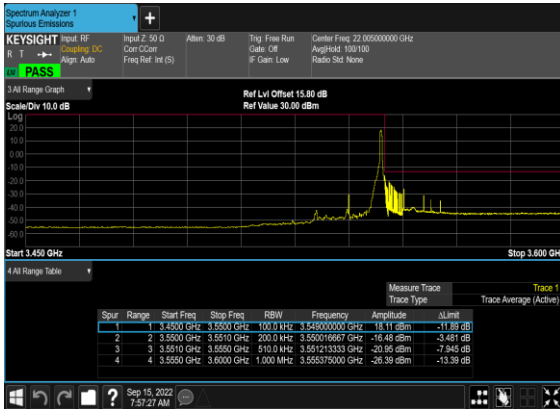 Spectrum Analyzer 1
Spurious Emissions
+
KEYSIGHT Input: RF Input Z: 50 Ω Atten: 30 dB Trig: Free Run Center Freq: 22.005000000 GHz
R T Coupling: DC Corr CCorr Gate: Off Avg|Hold: 100/100
Align: Auto Freq Ref: Int (S) IF Gain: Low Radio Std: None
PASS
3 All Range Graph
Ref Lvl Offset 15.80 dB
Scale/Div 10.0 dB Ref Value 30.00 dBm
Log
20.0
10.0
0.00
-10.0
-20.0
-30.0
-40.0
-50.0
-60.0
Start 3.450 GHz Stop 3.600 GH
4 All Range Table
Measure Trace Trace 1
Trace Type Trace Average (Active)
Spur Range Start Freq Stop Freq RBW Frequency Amplitude ΔLimit
1 1 3.4500 GHz 3.5500 GHz 100.0 kHz 3.549000000 GHz 18.11 dBm -11.89 dB
2 2 3.5500 GHz 3.5510 GHz 200.0 kHz 3.550016667 GHz -16.48 dBm -3.481 dB
3 3 3.5510 GHz 3.5550 GHz 510.0 kHz 3.551213333 GHz -20.95 dBm -7.945 dB
4 4 3.5550 GHz 3.6000 GHz 1.000 MHz 3.555375000 GHz -26.39 dBm -13.39 dB
? Sep 15, 2022
7:57:27 AM